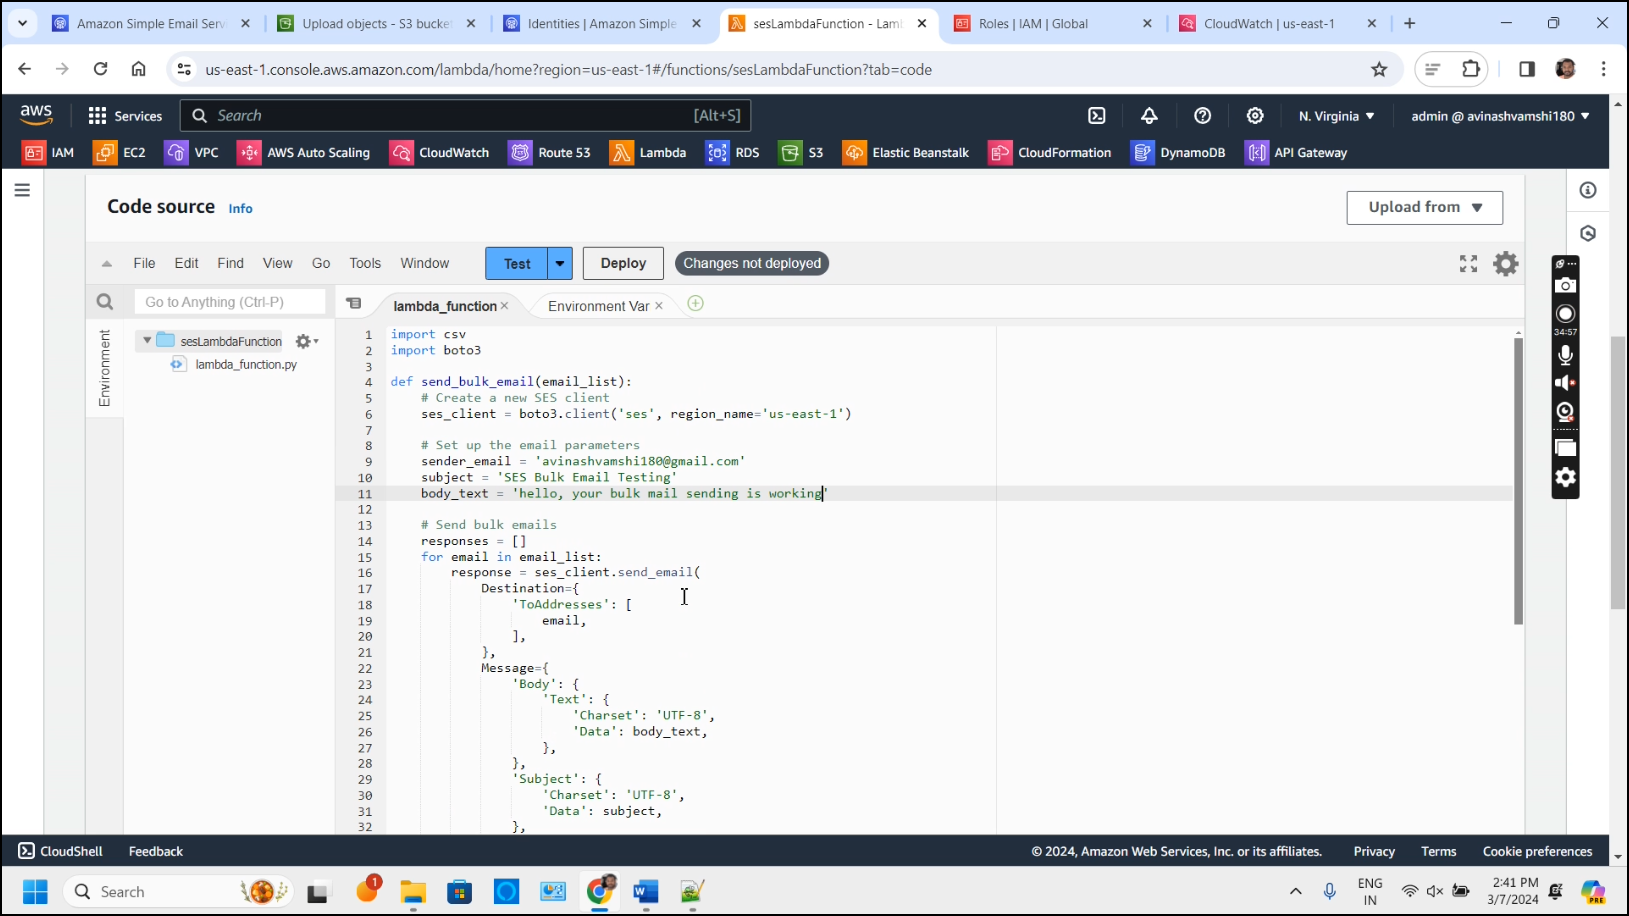 Amazon Simple Email Serv
Upload objects - S3 bucket
Identities | Amazon Simple
sesLambdaFunction - Lamb
Roles | IAM | Global
CloudWatch | us-east-1
us-east-1.console.aws.amazon.com/lambda/home?region=us-east-1#/functions/sesLambdaFunction?tab=code
aws
Services
Search
[Alt+S]
N. Virginia
admin @ avinashvamshi180
IAM
EC2
VPC
AWS Auto Scaling
CloudWatch
Route 53
Lambda
RDS
S3
Elastic Beanstalk
CloudFormation
DynamoDB
API Gateway
Code source Info
Upload from
File Edit Find View Go Tools Window
Test
Deploy
Changes not deployed
Go to Anything (Ctrl-P)
lambda_function
Environment Var
Environment
sesLambdaFunction
lambda_function.py
34:57
1 import csv
2 import boto3
3
4 def send_bulk_email(email_list):
5 # Create a new SES client
6 ses_client = boto3.client('ses', region_name='us-east-1')
7
8 # Set up the email parameters
9 sender_email = 'avinashvamshi180@gmail.com'
10 subject = 'SES Bulk Email Testing'
11 body_text = 'hello, your bulk mail sending is working'
12
13 # Send bulk emails
14 responses = []
15 for email in email_list:
16 response = ses_client.send_email(
17 Destination={
18 'ToAddresses': [
19 email,
20 ],
21 },
22 Message={
23 'Body': {
24 'Text': {
25 'Charset': 'UTF-8',
26 'Data': body_text,
27 },
28 },
29 'Subject': {
30 'Charset': 'UTF-8',
31 'Data': subject,
32 },
CloudShell
Feedback
© 2024, Amazon Web Services, Inc. or its affiliates.
Privacy
Terms
Cookie preferences
Search
1
ENG
IN
2:41 PM
3/7/2024
PRE